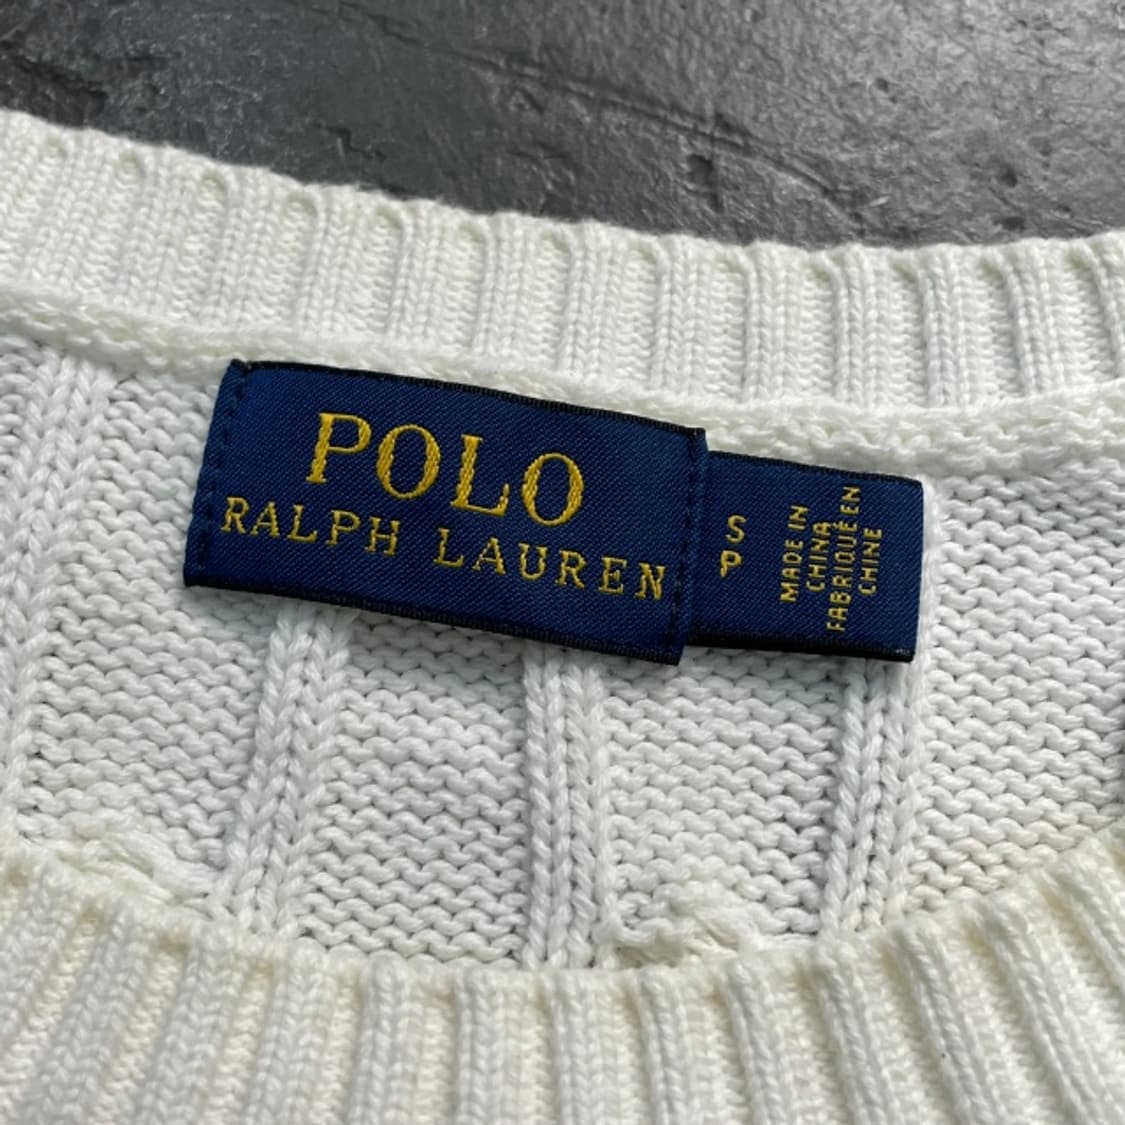 POLO
RALPH LAUREN
S
P
MADE IN
CHINA
FABRIQUÉ EN
CHINE